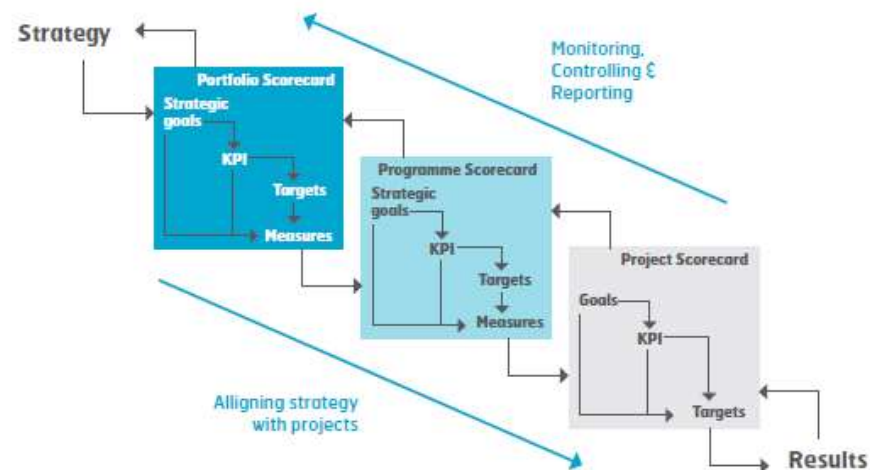 Strategy
Monitoring,
Controlling &
Reporting
Portfolio Scorecard
Strategic
goals
KPI
Targets
Measures
Programme Scorecard
Strategic
goals
KPI
Targets
Measures
Project Scorecard
Goals
KPI
Targets
Alligning strategy
with projects
Results